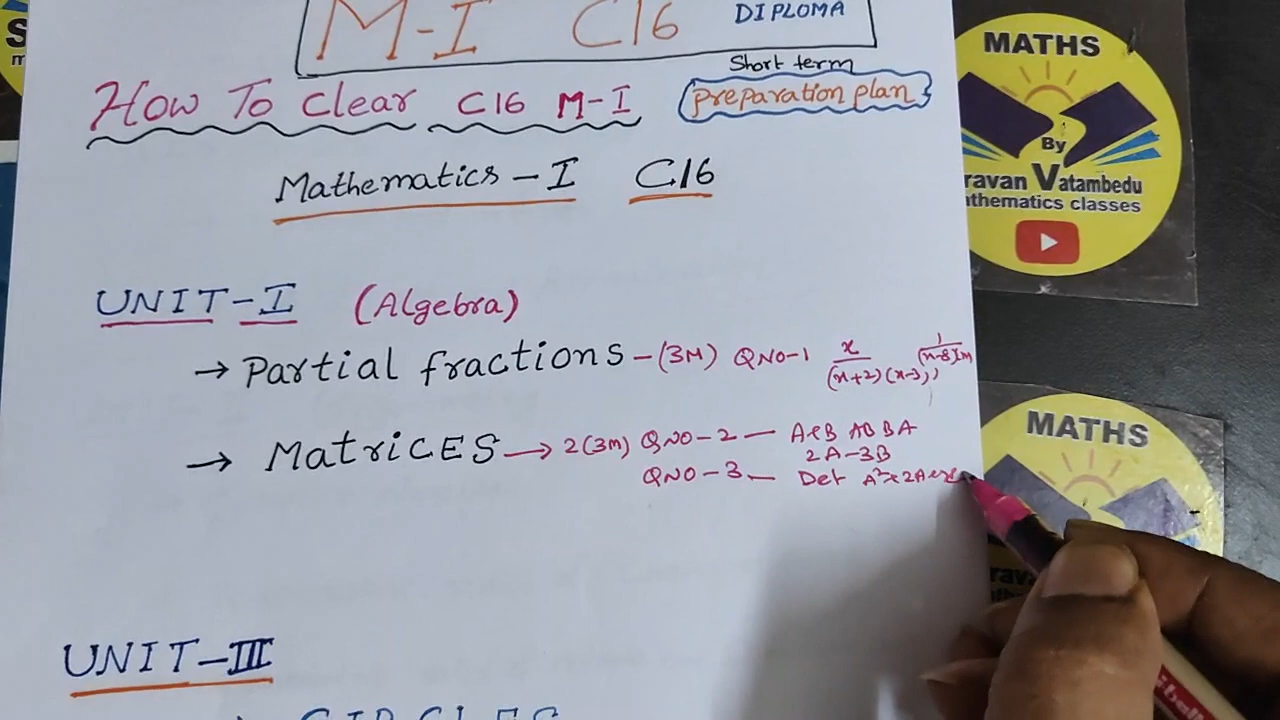 M-I C16 DIPLOMA
Short term
How To Clear C16 M-I preparation plan
Mathematics - I C16
UNIT-I (Algebra)
→ Partial fractions - (3M) QNO-1 x/(x+2)(x-3),
→ Matrices → 2(3M) QNO-2 — A+B AB BA
2A-3B
QNO-3 — Det
UNIT-III
CIRCLES
MATHS
By
ravan Vatambedu
athematics classes
MATHS